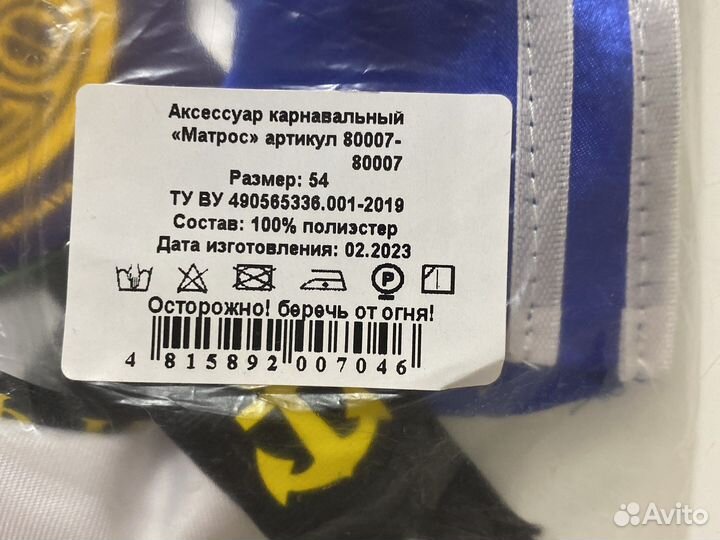 Аксессуар карнавальный
«Матрос» артикул 80007-
80007
Размер: 54
ТУ BY 490565336.001-2019
Состав: 100% полиэстер
Дата изготовления: 02.2023
P
Осторожно! беречь от огня!
4 815892 007046
Avito